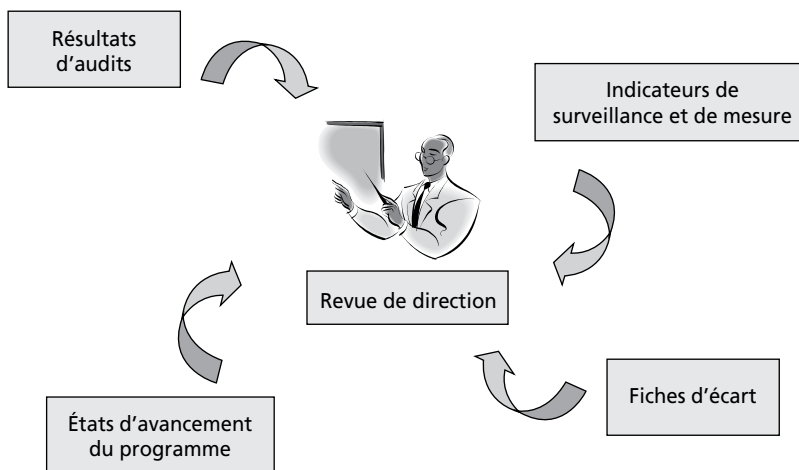 Résultats
d'audits
Indicateurs de
surveillance et de mesure
Revue de direction
États d'avancement
du programme
Fiches d'écart